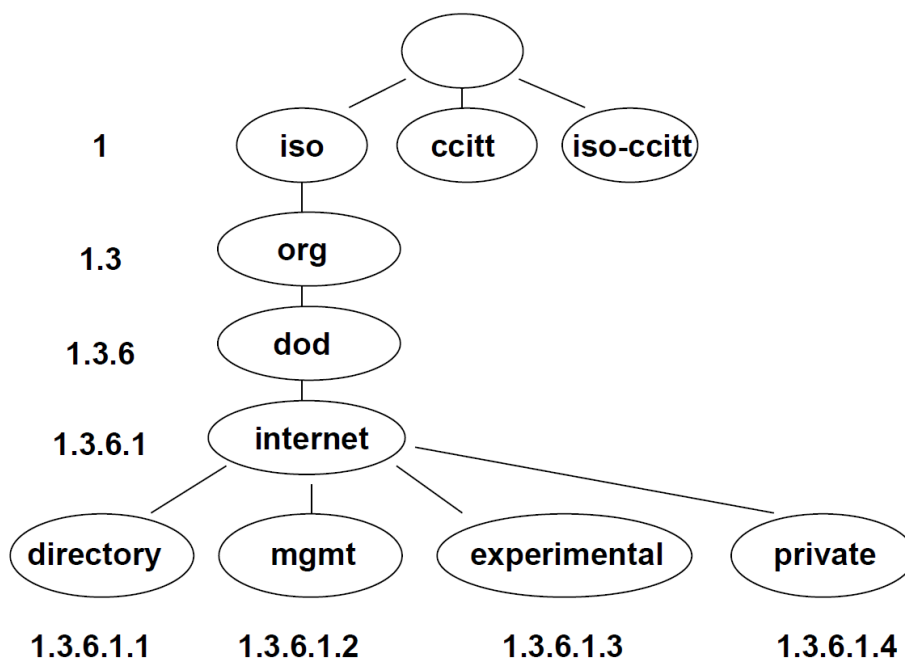 1 iso ccitt iso-ccitt
1.3 org
1.3.6 dod
1.3.6.1 internet
directory mgmt experimental private
1.3.6.1.1 1.3.6.1.2 1.3.6.1.3 1.3.6.1.4